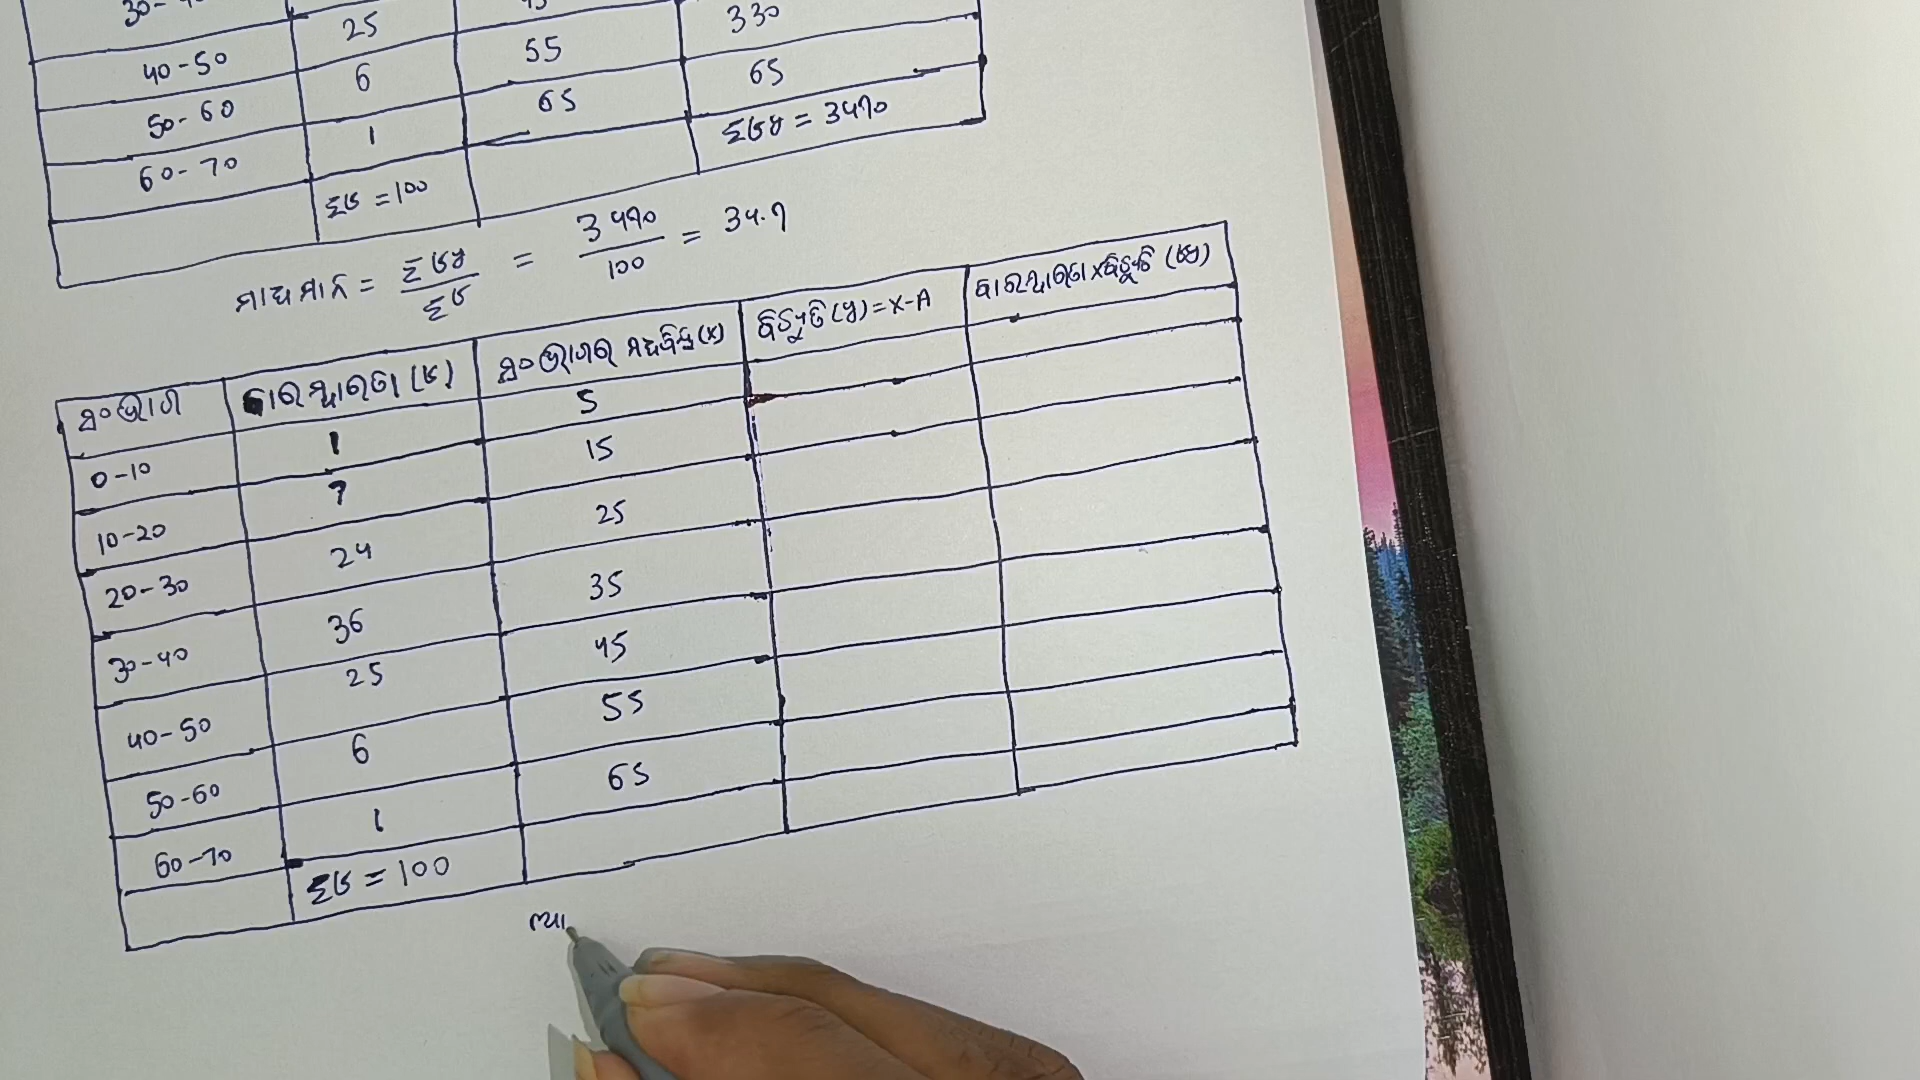 25 330
40-50 6 55 65
50-60 1 65 Σfx = 3470
60-70 Σf = 100
ମାଧ୍ୟମାନ = Σfx / Σf = 3470 / 100 = 34.7
ସଂଭାଗ ବାରମ୍ବାରତା (f) ସଂଭାଗର ମଧ୍ୟବିନ୍ଦୁ (x) ବିଚ୍ୟୁତି (y) = x-A ବାରମ୍ବାରତା x ବିଚ୍ୟୁତି (fy)
0-10 1 5
10-20 7 15
20-30 24 25
30-40 36 35
40-50 25 45
50-60 6 55
60-70 1 65
Σf = 100